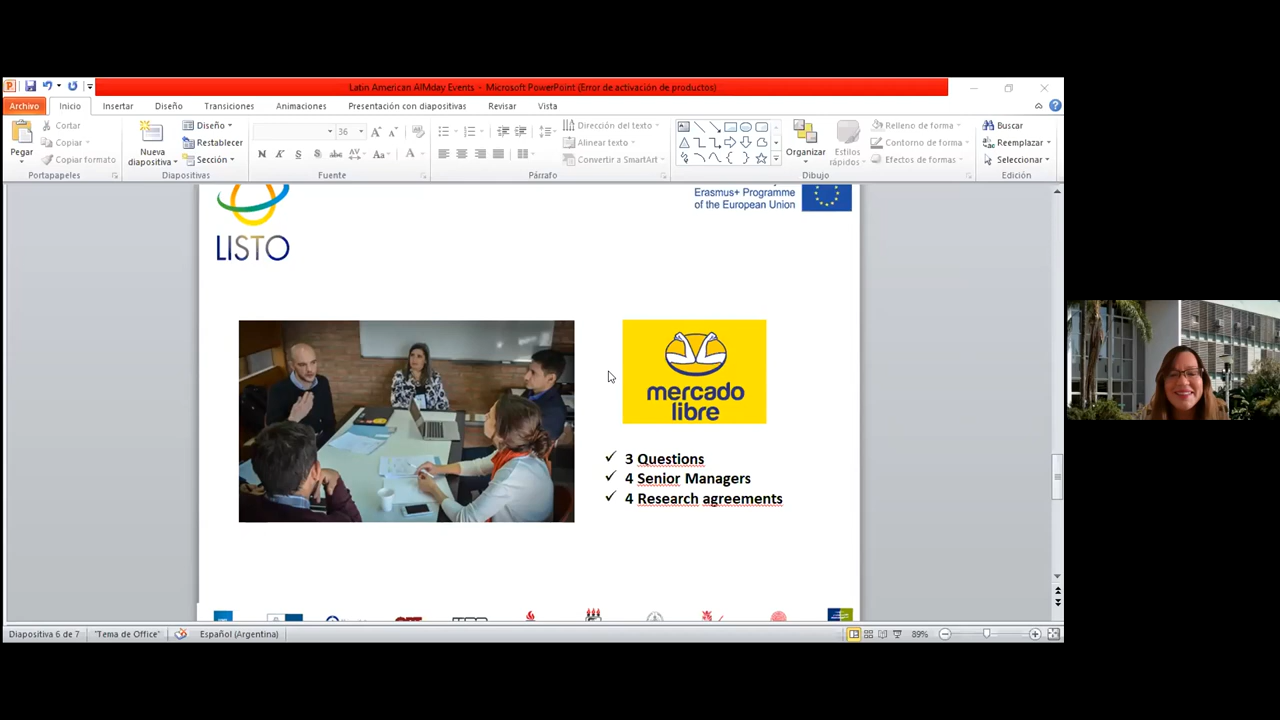 Latin American AIMday Events - Microsoft PowerPoint (Error de activación de productos)
Archivo Inicio Insertar Diseño Transiciones Animaciones Presentación con diapositivas Revisar Vista
Pegar
Cortar
Copiar
Copiar formato
Portapapeles
Nueva
diapositiva
Diseño
Restablecer
Sección
Diapositivas
36
N K S S abc AV Aa A
Fuente
Párrafo
Dirección del texto
Alinear texto
Convertir a SmartArt
Organizar
Estilos
rápidos
Relleno de forma
Contorno de forma
Efectos de formas
Dibujo
Buscar
Reemplazar
Seleccionar
Edición
LISTO
Erasmus+ Programme
of the European Union
mercado
libre
✓ 3 Questions
✓ 4 Senior Managers
✓ 4 Research agreements
Diapositiva 6 de 7 "Tema de Office" Español (Argentina) 89%